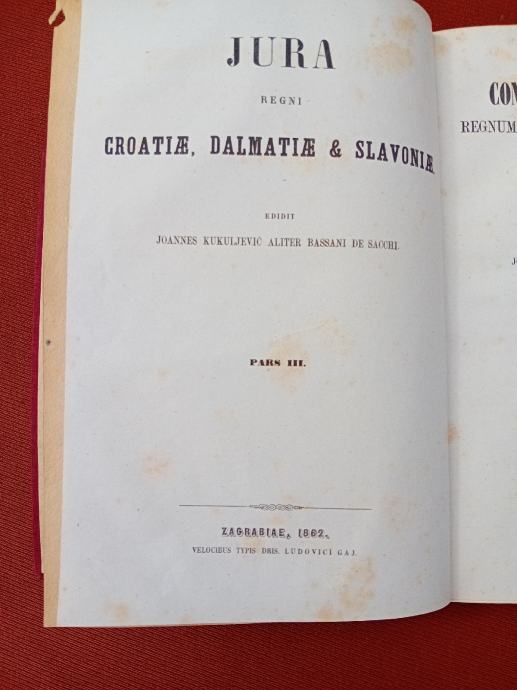 JURA
REGNI
CROATIÆ, DALMATIÆ & SLAVONIÆ.
EDIDIT
JOANNES KUKULJEVIĆ ALITER BASSANI DE SACCHI.
PARS III.
ZAGRABIAE, 1862.
VELOCIBUS TYPIS DRIS. LUDOVICI GAJ.
REGNUM